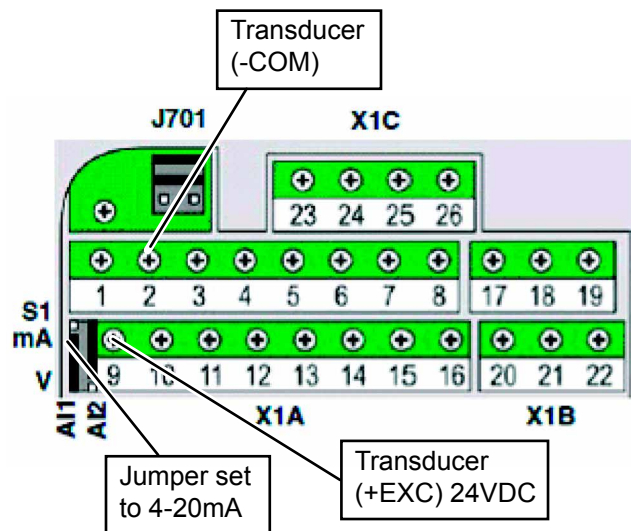 Transducer
(-COM)
J701 X1C
23 24 25 26
1 2 3 4 5 6 7 8 17 18 19
S1
mA
V
9 10 11 12 13 14 15 16 20 21 22
AI1
AI2
X1A X1B
Jumper set
to 4-20mA
Transducer
(+EXC) 24VDC